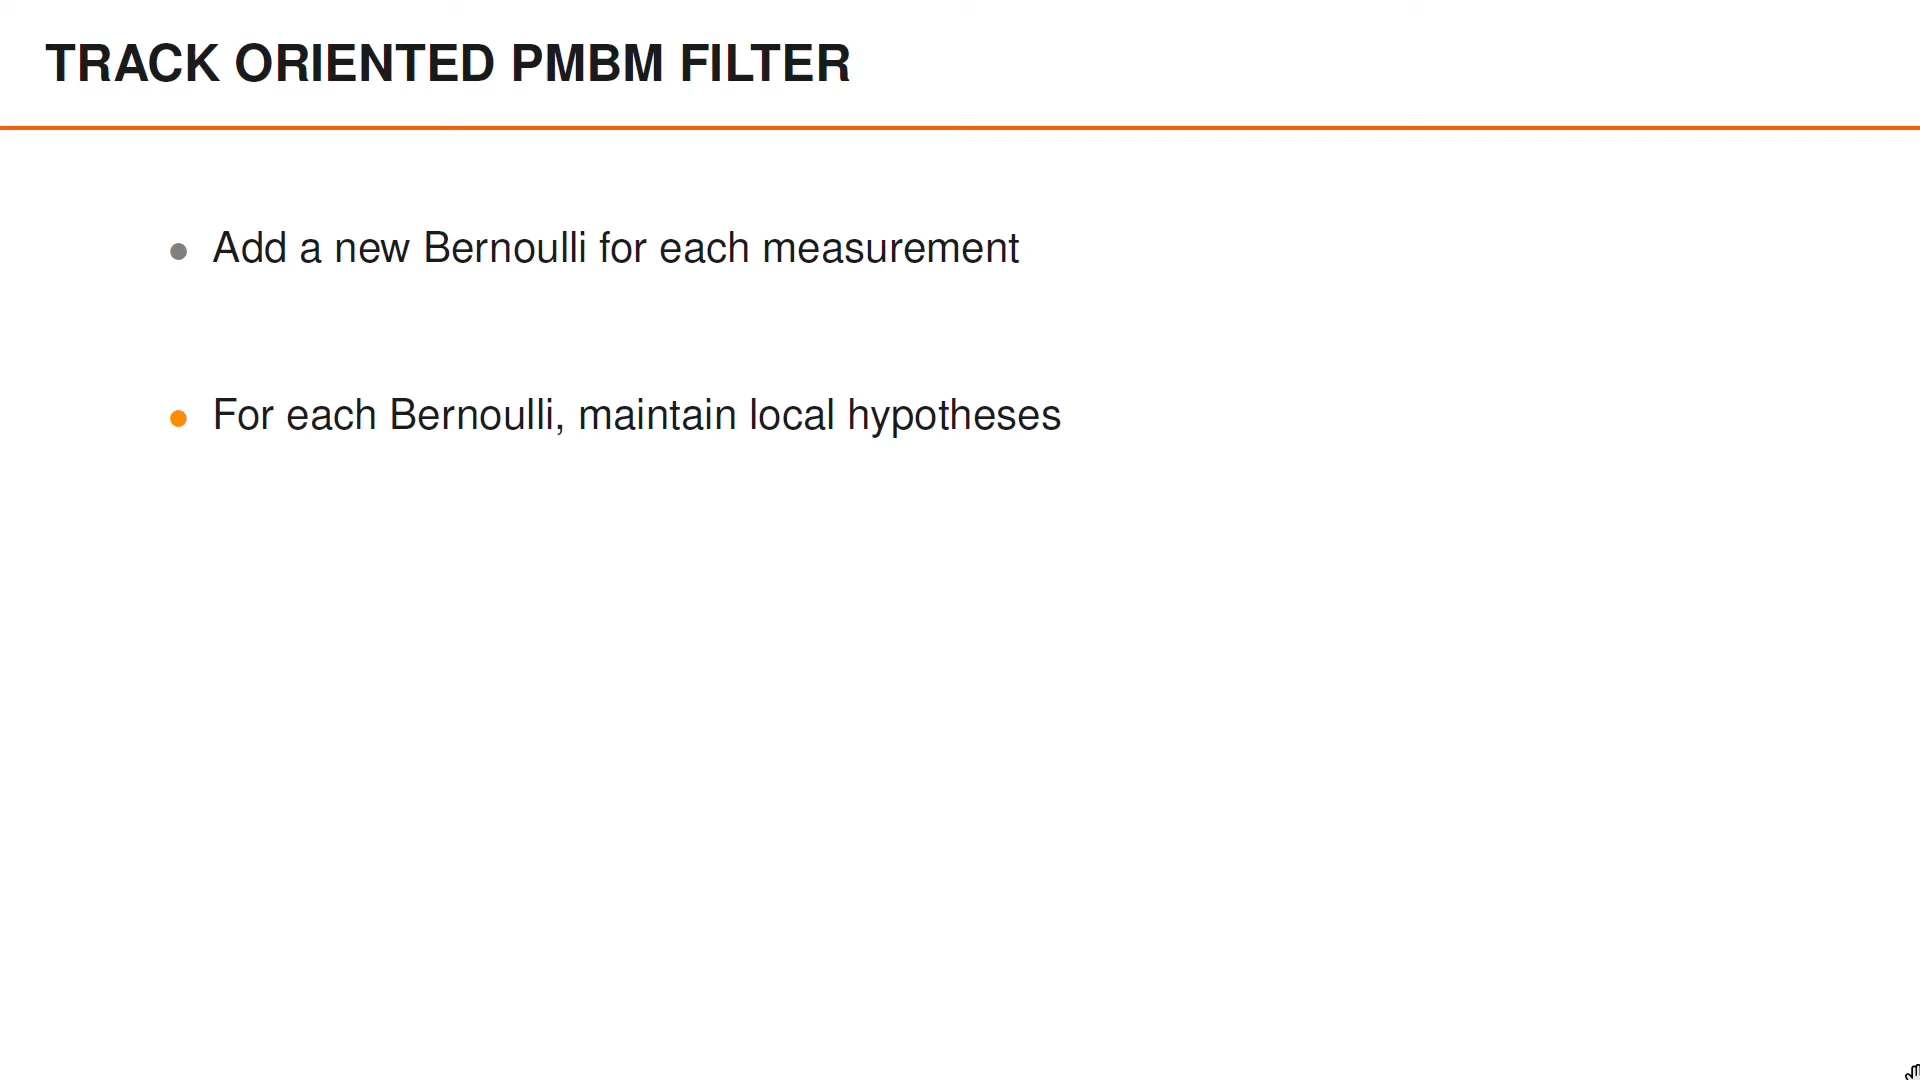 TRACK ORIENTED PMBM FILTER
Add a new Bernoulli for each measurement
For each Bernoulli, maintain local hypotheses